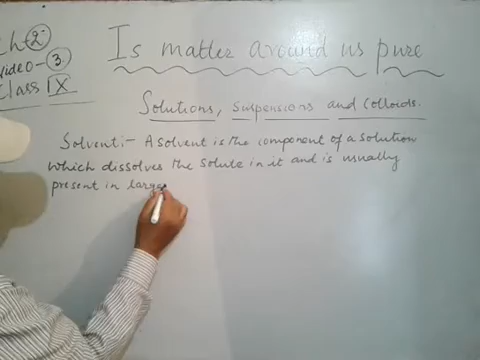 Ch-2
Video-3.
Class IX
Is matter around us pure
Solutions, suspensions and colloids.
Solvent:- A solvent is the component of a solution
which dissolves the solute in it and is usually
present in large